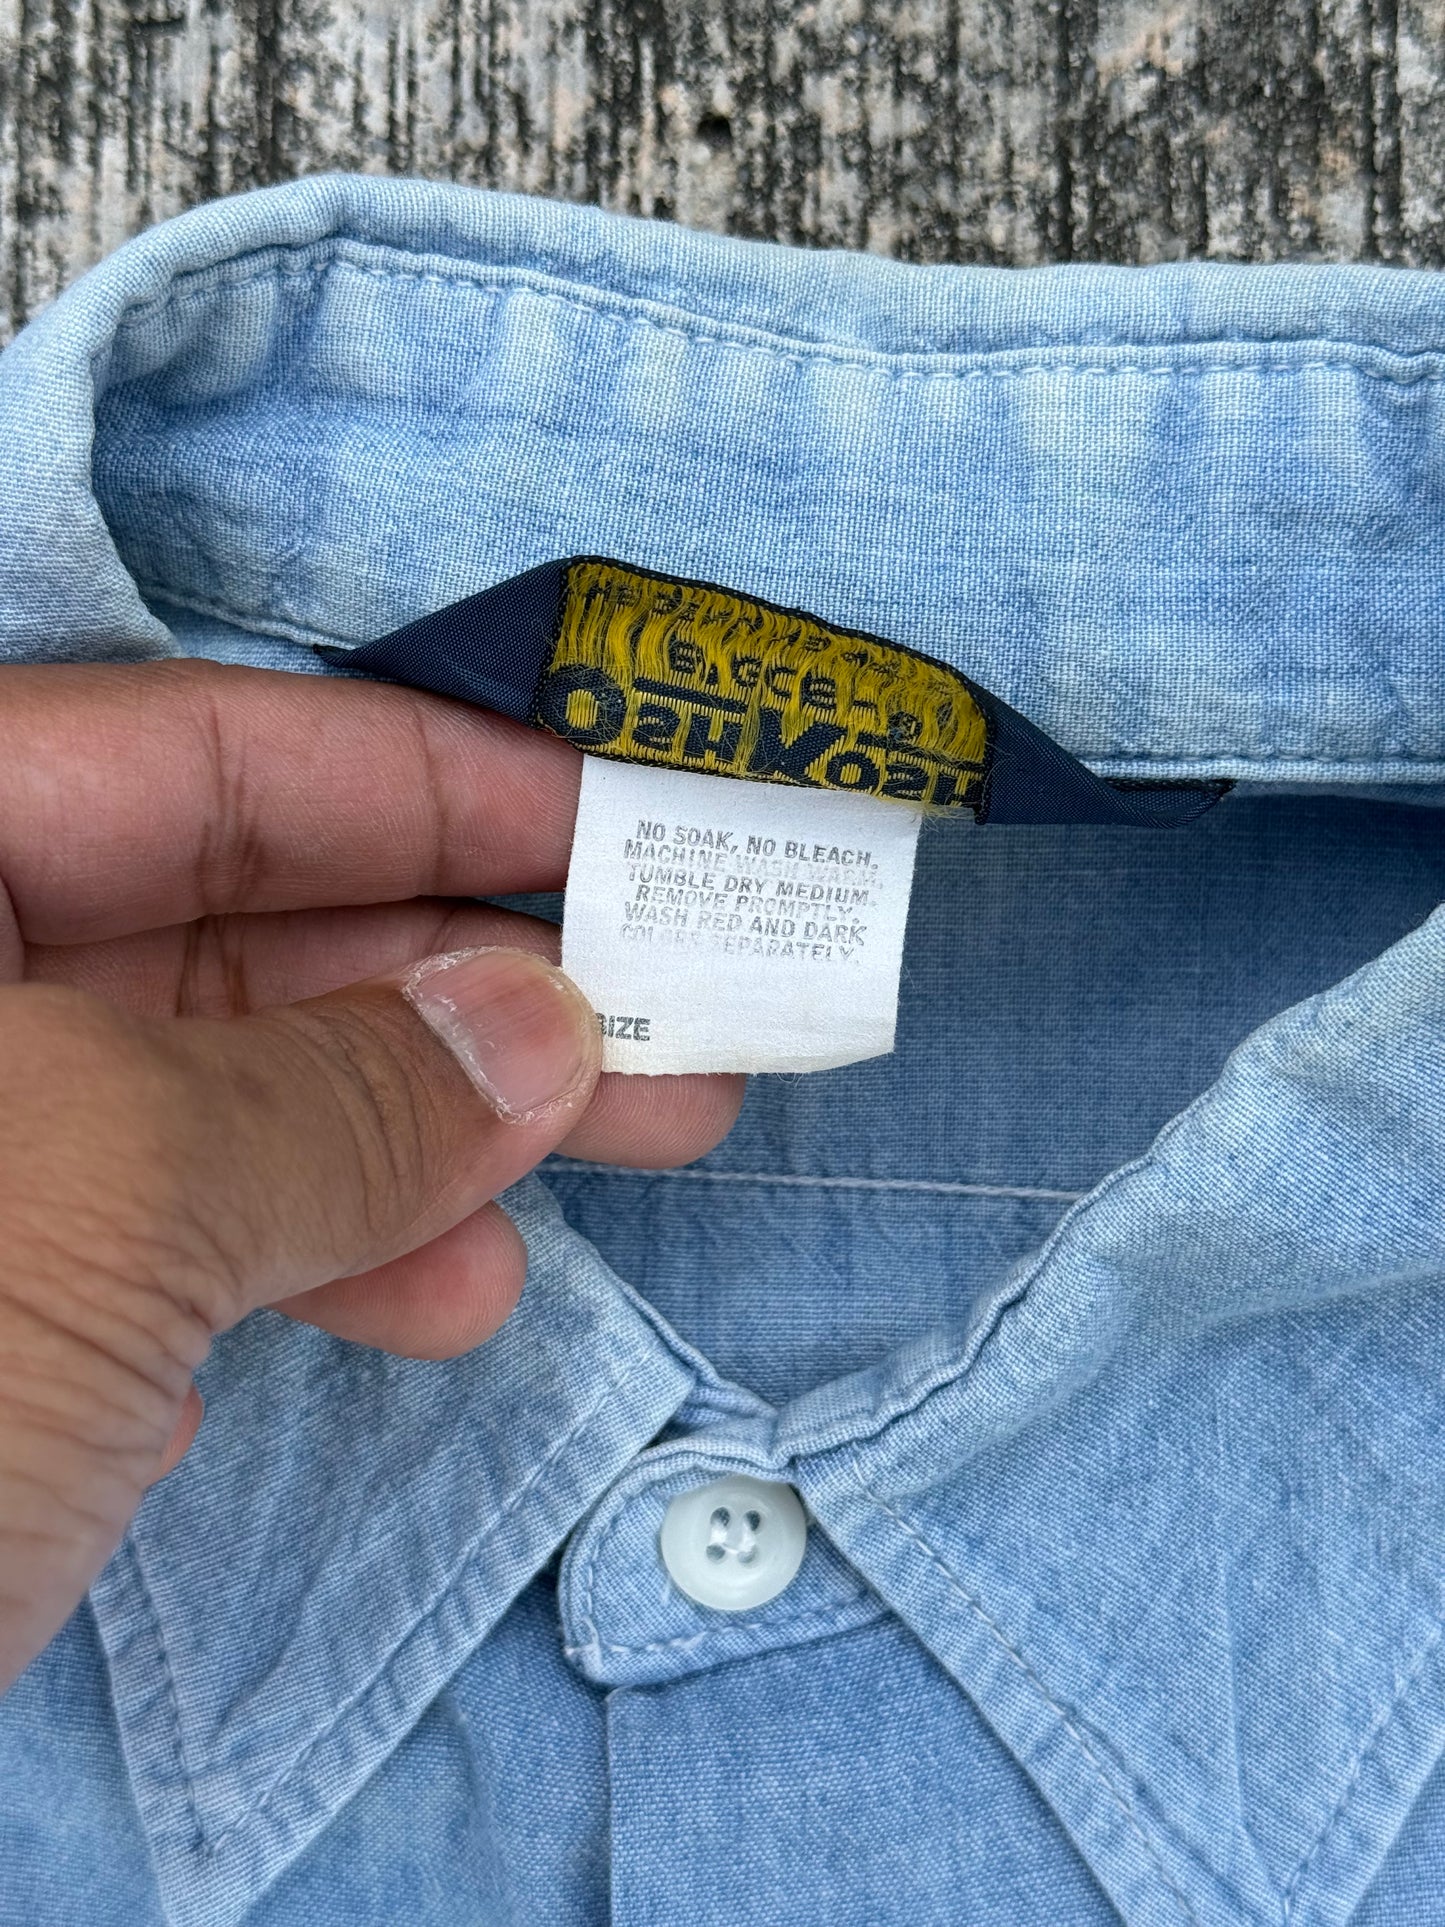 NO SOAK, NO BLEACH.
MACHINE WASH WARM.
TUMBLE DRY MEDIUM.
REMOVE PROMPTLY.
WASH RED AND DARK
COLORS SEPARATELY.
SIZE